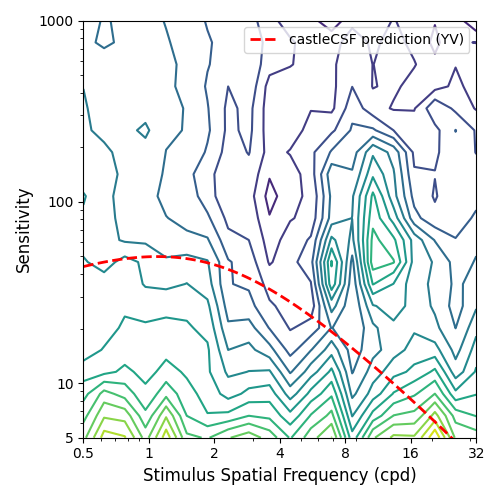 1000
castleCSF prediction (YV)
Sensitivity
100
10
5
0.5 1 2 4 8 16 32
Stimulus Spatial Frequency (cpd)